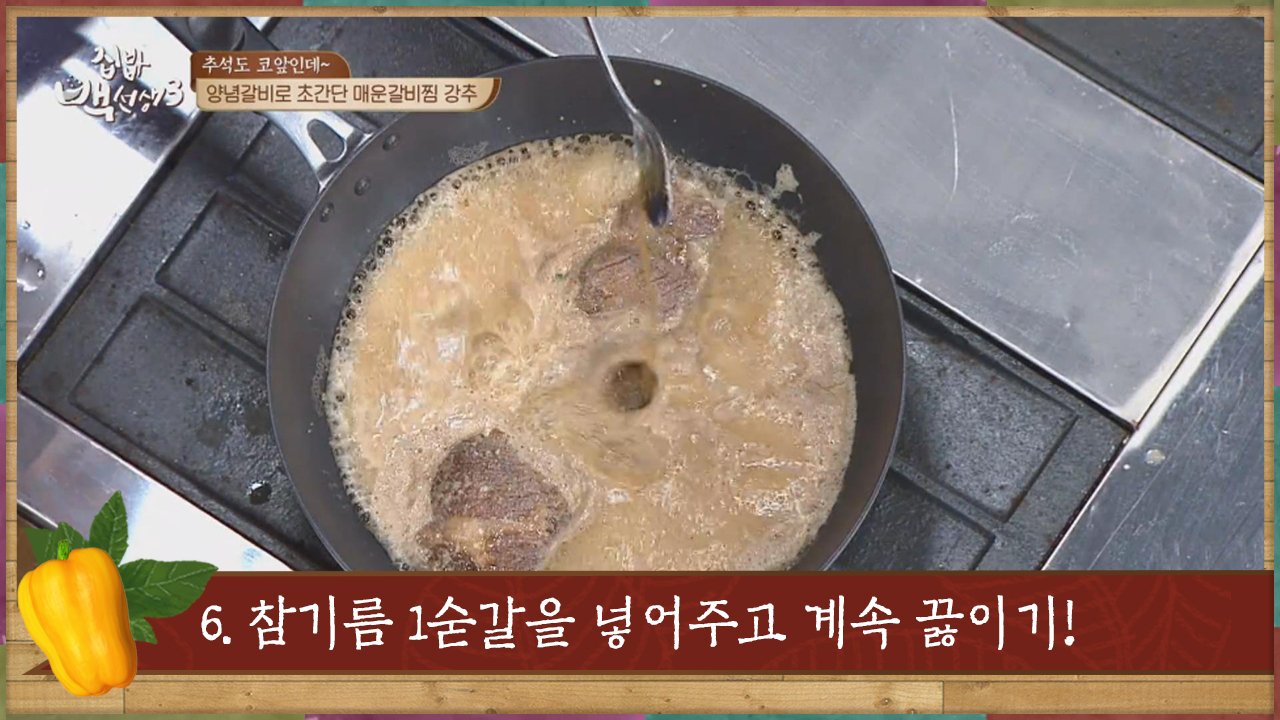 집밥
백선생3
추석도 코앞인데~
양념갈비로 초간단 매운갈비찜 강추
6. 참기름 1숟갈을 넣어주고 계속 끓이기!